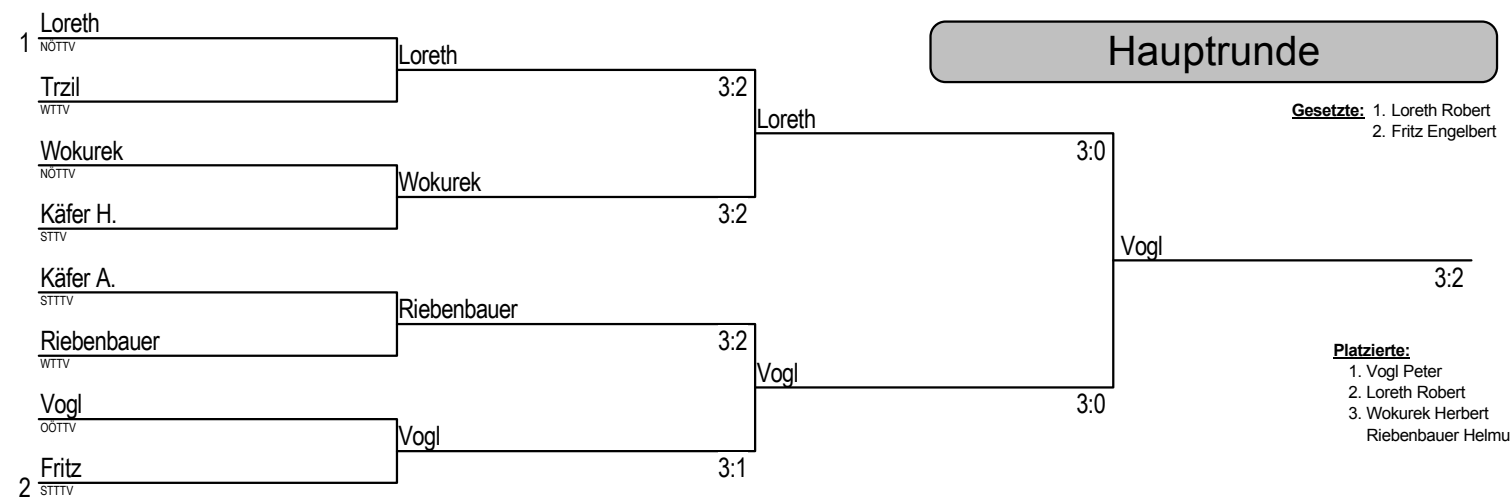 Loreth
1 NÖTTV
Loreth
Trzil
3:2
WTTV
Loreth
Wokurek
3:0
NÖTTV
Wokurek
Käfer H.
3:2
STTV
Vogl
Käfer A.
3:2
STTTV
Riebenbauer
Riebenbauer
3:2
WTTV
Vogl
Vogl
3:0
OÖTTV
Vogl
Fritz
3:1
2 STTTV
Hauptrunde
Gesetzte: 1. Loreth Robert
2. Fritz Engelbert
Platzierte:
1. Vogl Peter
2. Loreth Robert
3. Wokurek Herbert
Riebenbauer Helmu